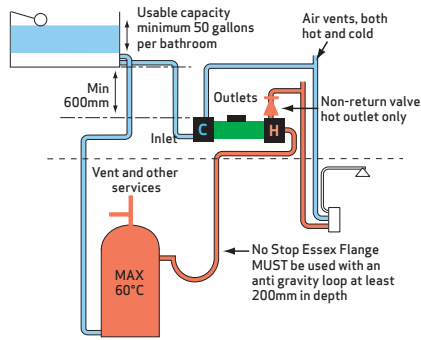 Usable capacity
minimum 50 gallons
per bathroom
Air vents, both
hot and cold
Min
600mm
Outlets
Non-return valve
hot outlet only
C
H
Inlet
Vent and other
services
MAX
60°C
No Stop Essex Flange
MUST be used with an
anti gravity loop at least
200mm in depth